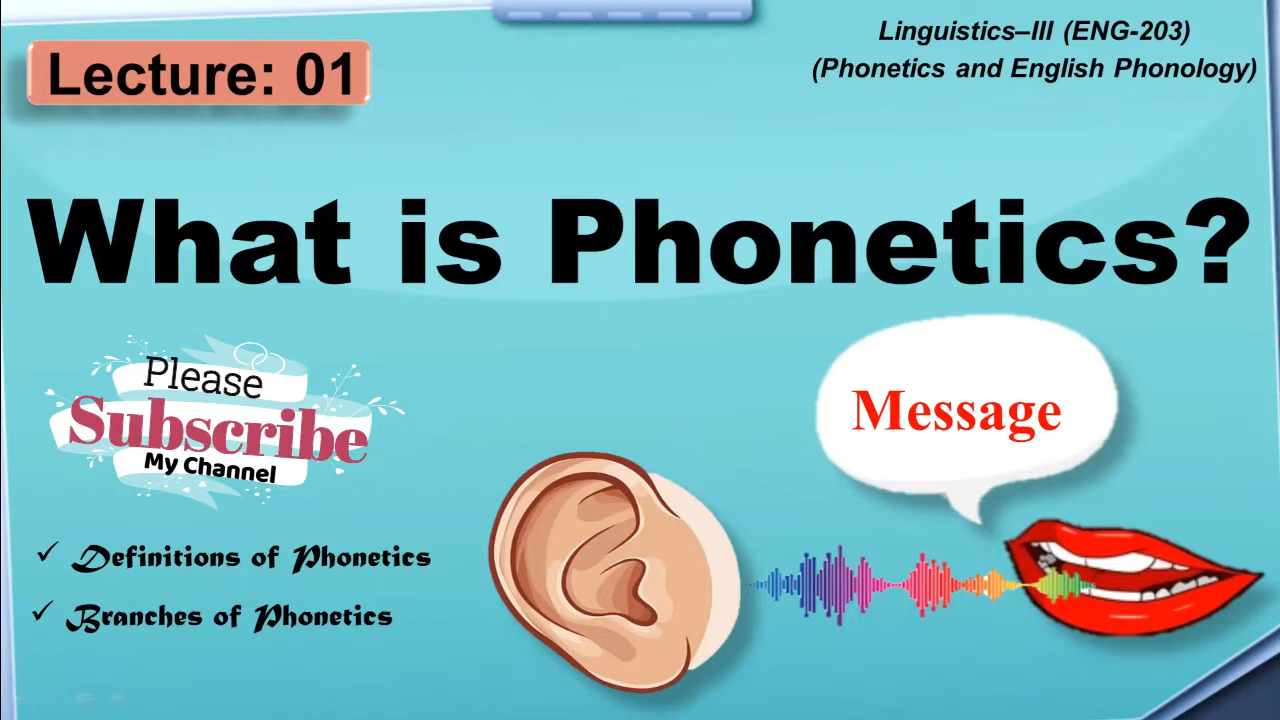 Linguistics–III (ENG-203)
(Phonetics and English Phonology)
Lecture: 01
What is Phonetics?
Please
Subscribe
My Channel
Message
✓ Definitions of Phonetics
✓ Branches of Phonetics